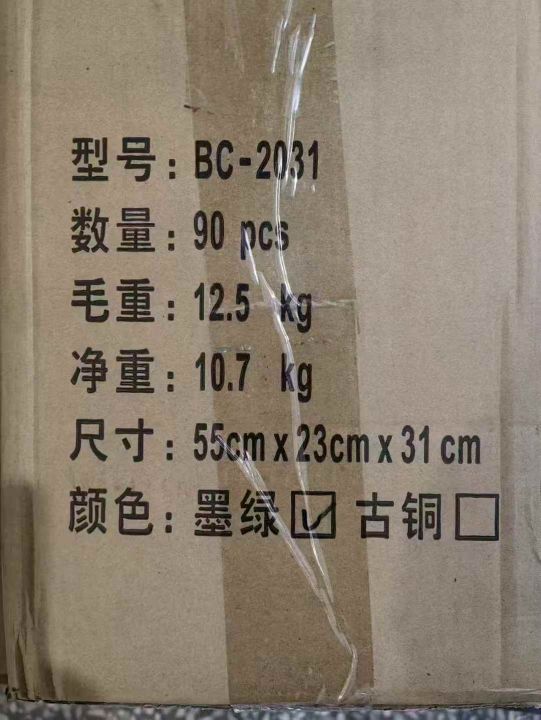 型号：BC-2031
数量：90 pcs
毛重：12.5 kg
净重：10.7 kg
尺寸：55cm x 23cm x 31 cm
颜色：墨绿☑ 古铜☐